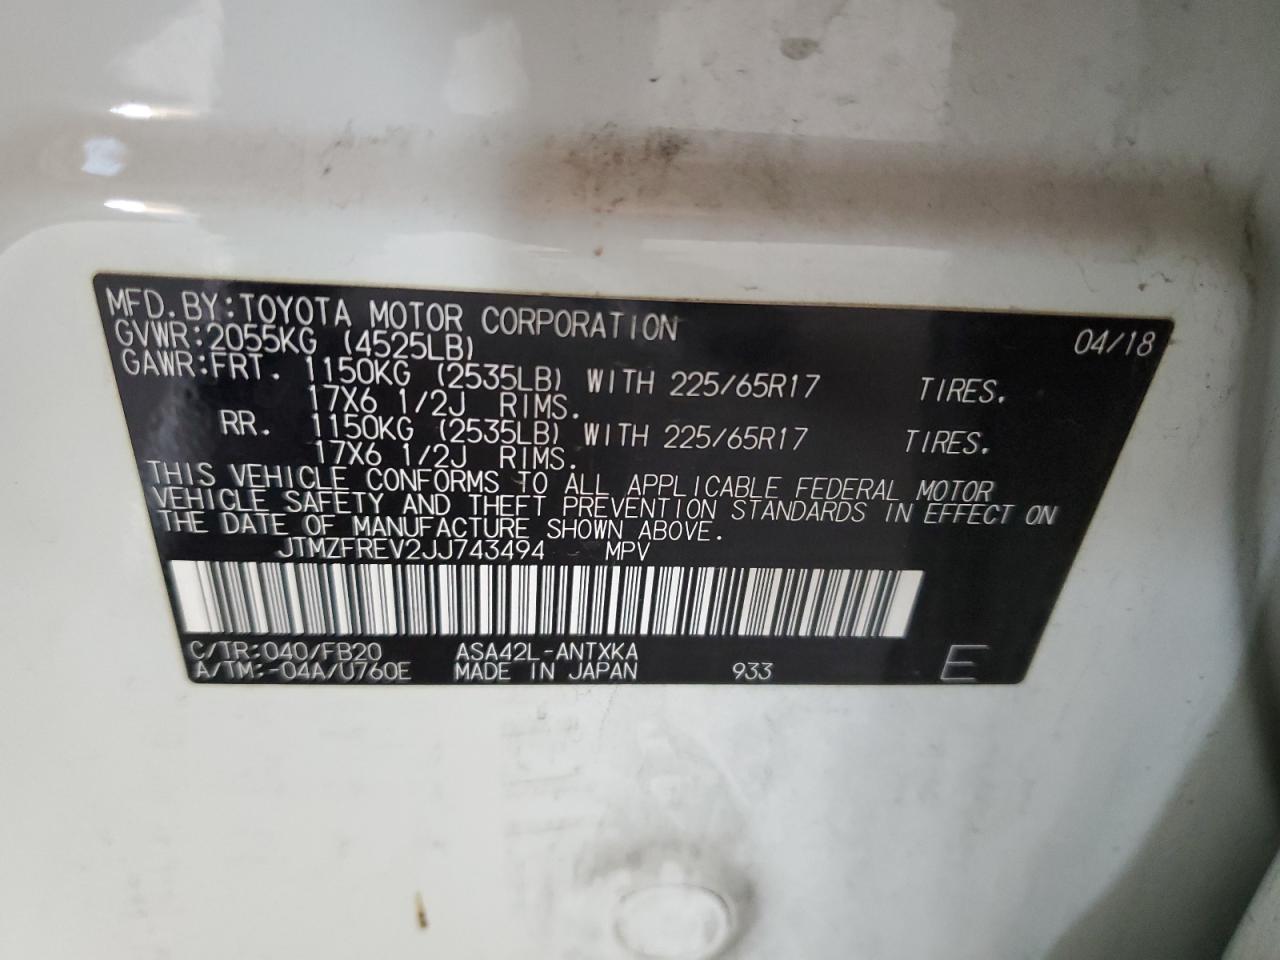 MFD.BY:TOYOTA MOTOR CORPORATION 04/18
GVWR:2055KG (4525LB)
GAWR:FRT. 1150KG (2535LB) WITH 225/65R17 TIRES.
17X6 1/2J RIMS.
RR. 1150KG (2535LB) WITH 225/65R17 TIRES.
17X6 1/2J RIMS.
THIS VEHICLE CONFORMS TO ALL APPLICABLE FEDERAL MOTOR
VEHICLE SAFETY AND THEFT PREVENTION STANDARDS IN EFFECT ON
THE DATE OF MANUFACTURE SHOWN ABOVE.
JTMZFREV2JJ743494 MPV
C/TR:040/FB20 ASA42L-ANTXKA
A/TM:-04A/U760E MADE IN JAPAN 933 E